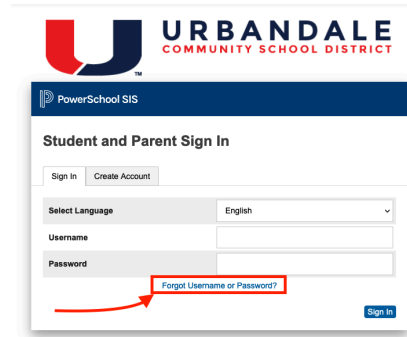 URBANDALE
COMMUNITY SCHOOL DISTRICT
TM
PowerSchool SIS
Student and Parent Sign In
Sign In Create Account
Select Language English
Username
Password
Forgot Username or Password?
Sign In